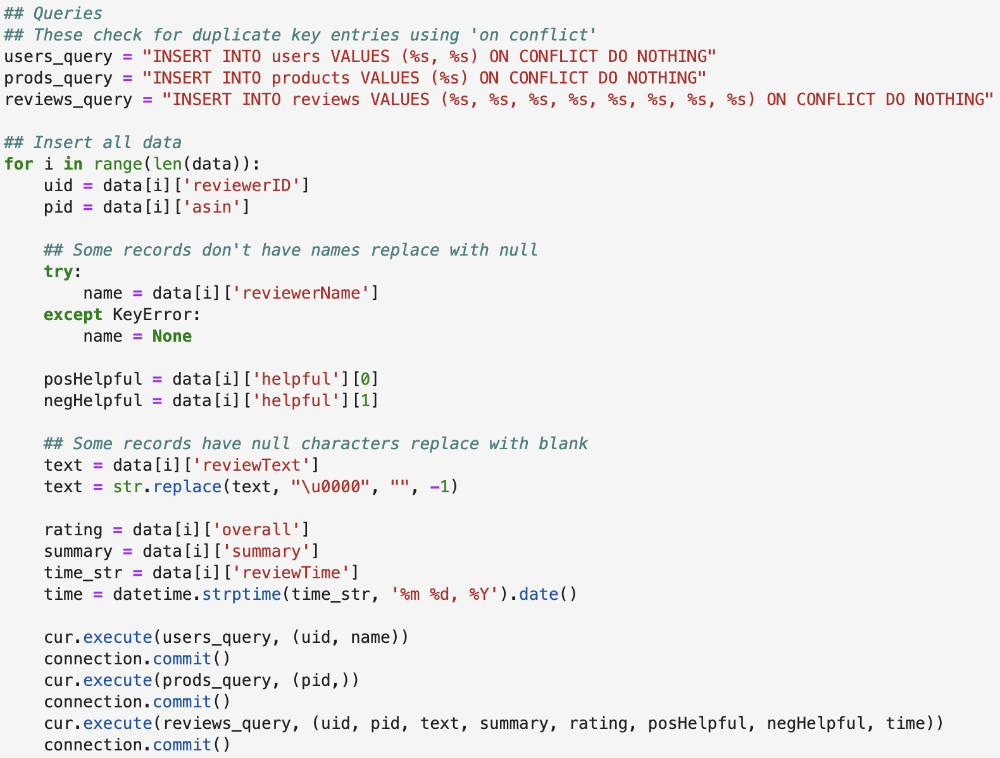 ## Queries
## These check for duplicate key entries using 'on conflict'
users_query = "INSERT INTO users VALUES (%s, %s) ON CONFLICT DO NOTHING"
prods_query = "INSERT INTO products VALUES (%s) ON CONFLICT DO NOTHING"
reviews_query = "INSERT INTO reviews VALUES (%s, %s, %s, %s, %s, %s, %s, %s) ON CONFLICT DO NOTHING"

## Insert all data
for i in range(len(data)):
    uid = data[i]['reviewerID']
    pid = data[i]['asin']

    ## Some records don't have names replace with null
    try:
        name = data[i]['reviewerName']
    except KeyError:
        name = None

    posHelpful = data[i]['helpful'][0]
    negHelpful = data[i]['helpful'][1]

    ## Some records have null characters replace with blank
    text = data[i]['reviewText']
    text = str.replace(text, "\u0000", "", -1)

    rating = data[i]['overall']
    summary = data[i]['summary']
    time_str = data[i]['reviewTime']
    time = datetime.strptime(time_str, '%m %d, %Y').date()

    cur.execute(users_query, (uid, name))
    connection.commit()
    cur.execute(prods_query, (pid,))
    connection.commit()
    cur.execute(reviews_query, (uid, pid, text, summary, rating, posHelpful, negHelpful, time))
    connection.commit()